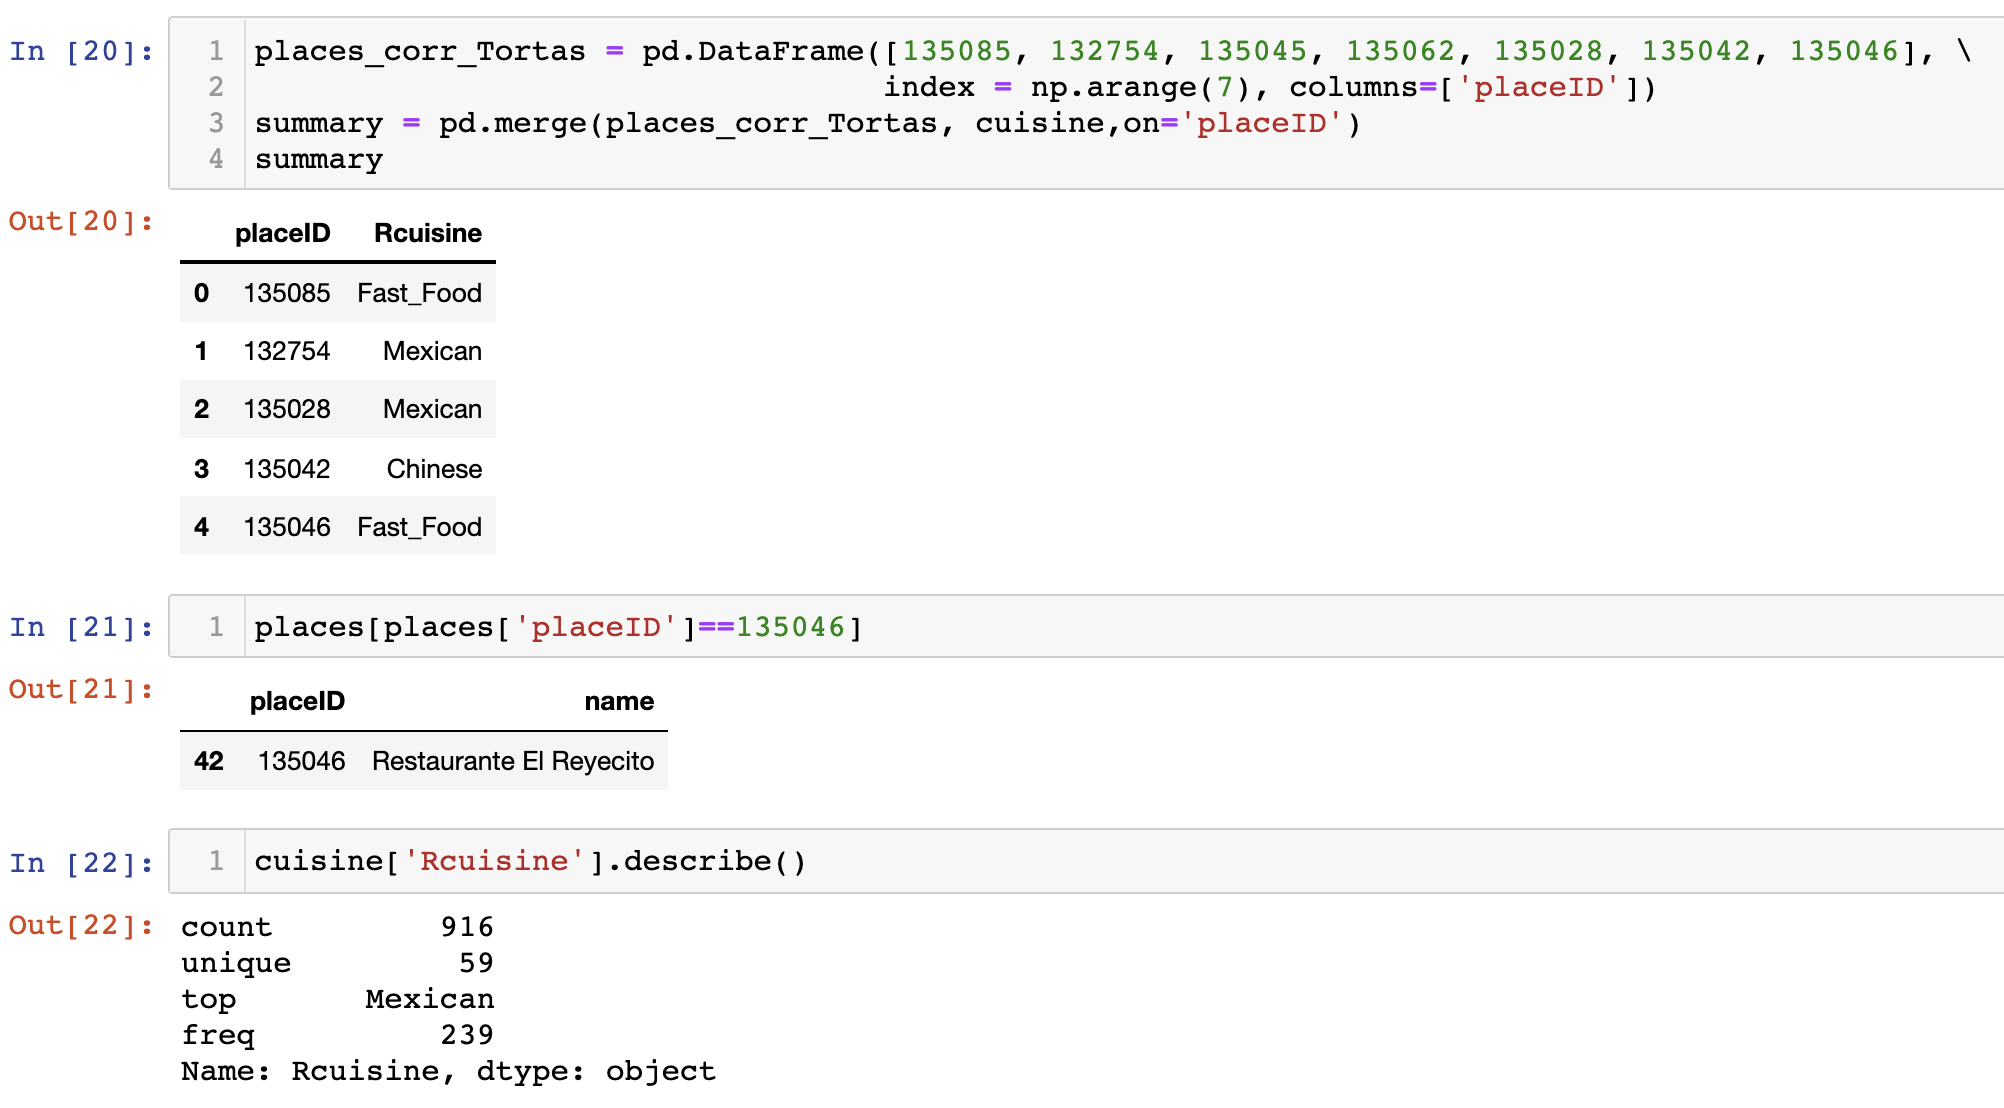 In [20]:
1 places_corr_Tortas = pd.DataFrame([135085, 132754, 135045, 135062, 135028, 135042, 135046], \
2 index = np.arange(7), columns=['placeID'])
3 summary = pd.merge(places_corr_Tortas, cuisine,on='placeID')
4 summary
Out[20]:
placeID Rcuisine
0 135085 Fast_Food
1 132754 Mexican
2 135028 Mexican
3 135042 Chinese
4 135046 Fast_Food
In [21]:
1 places[places['placeID']==135046]
Out[21]:
placeID name
42 135046 Restaurante El Reyecito
In [22]:
1 cuisine['Rcuisine'].describe()
Out[22]:
count 916
unique 59
top Mexican
freq 239
Name: Rcuisine, dtype: object